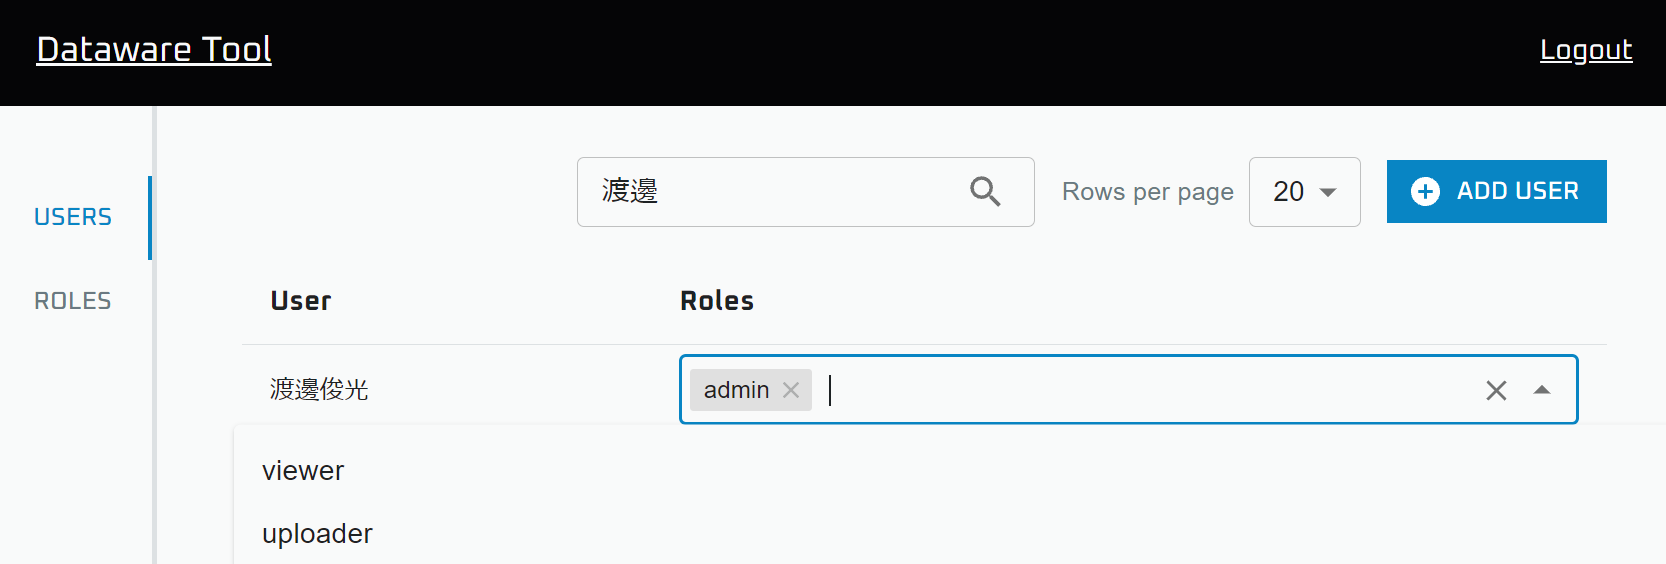 Dataware Tool
Logout
USERS
ROLES
渡邊
Rows per page
20
ADD USER
User
Roles
渡邊俊光
admin
viewer
uploader